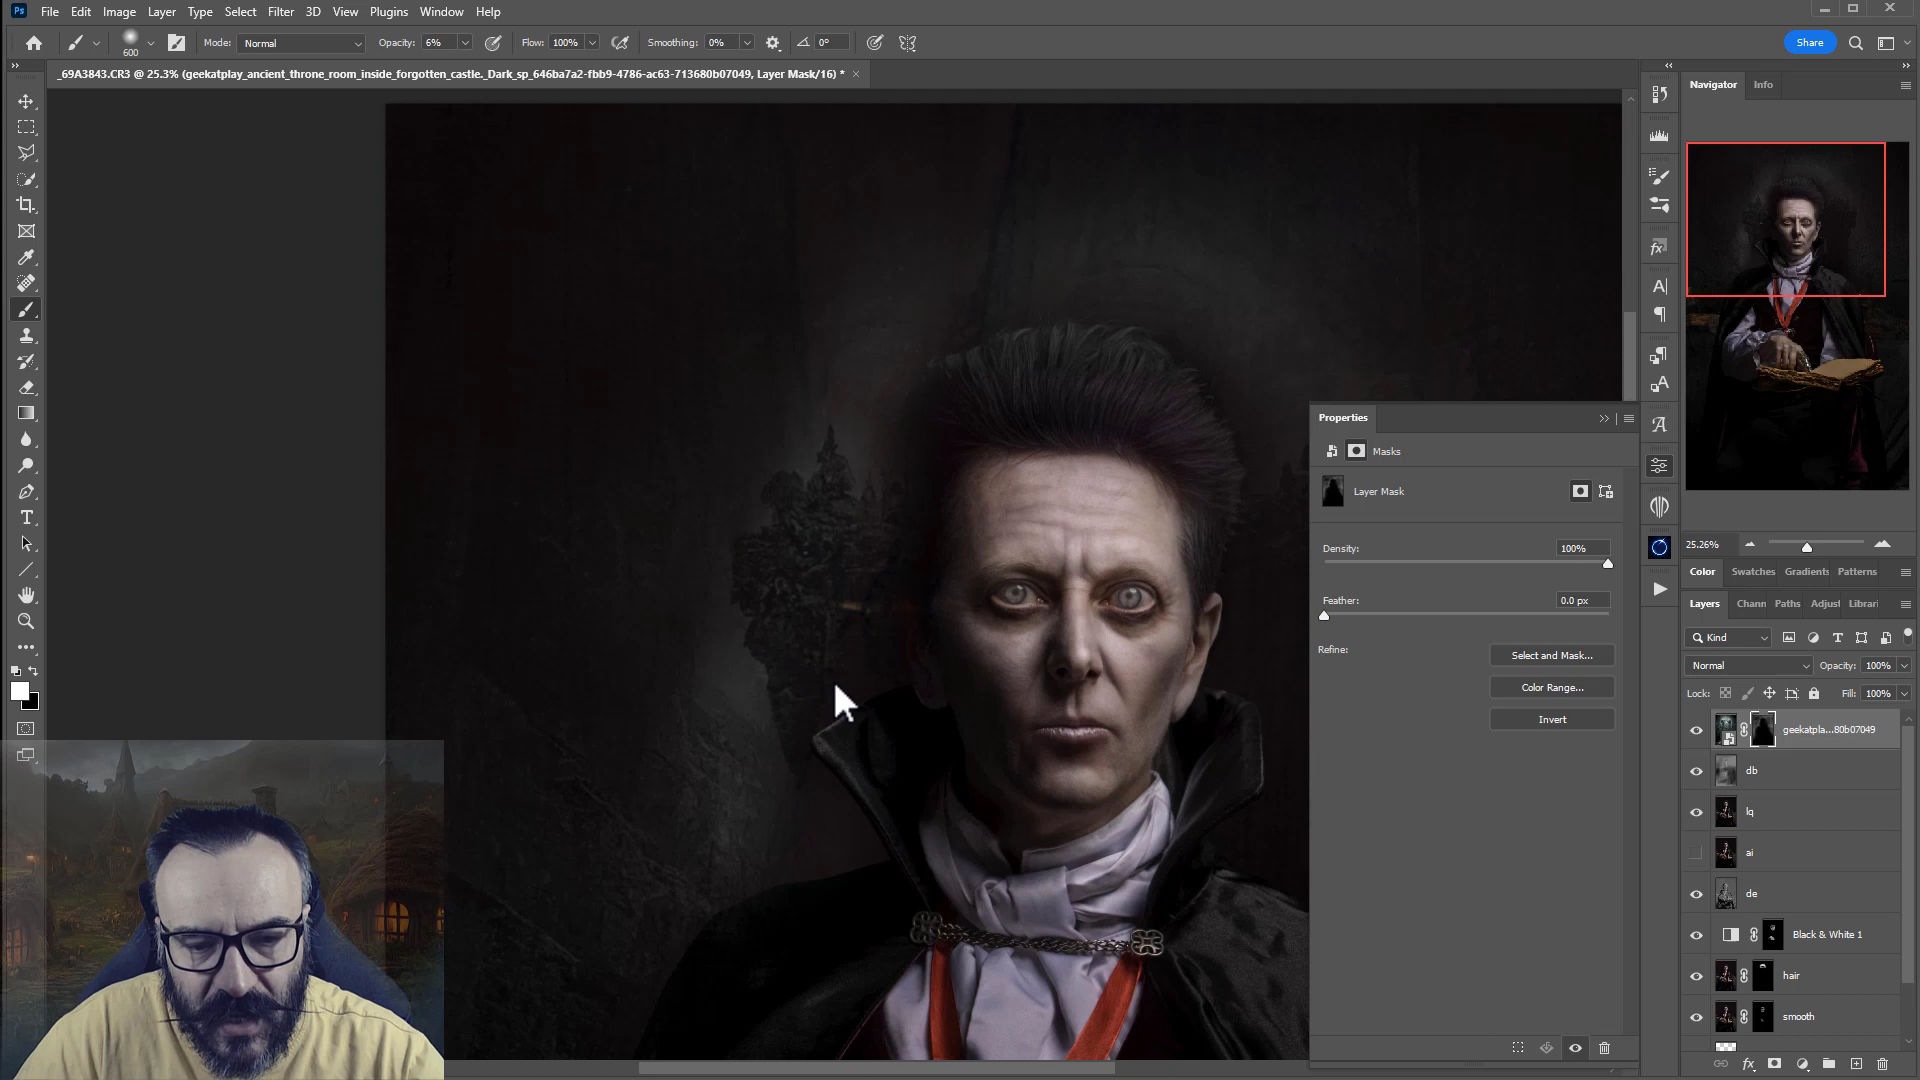 Ps File Edit Image Layer Type Select Filter 3D View Plugins Window Help
600 Mode: Normal Opacity: 6% Flow: 100% Smoothing: 0% 0° Share
_69A3843.CR3 @ 25.3% (geekatplay_ancient_throne_room_inside_forgotten_castle._Dark_sp_646ba7a2-fbb9-4786-ac63-713680b07049, Layer Mask/16) *
Navigator Info
Properties
Masks
Layer Mask
Density: 100%
Feather: 0.0 px
Refine:
Select and Mask...
Color Range...
Invert
25.26%
Color Swatches Gradients Patterns
Layers Chann Paths Adjust Librari
Kind
Normal Opacity: 100%
Lock: Fill: 100%
geekatpla...80b07049
db
lq
ai
de
Black & White 1
hair
smooth